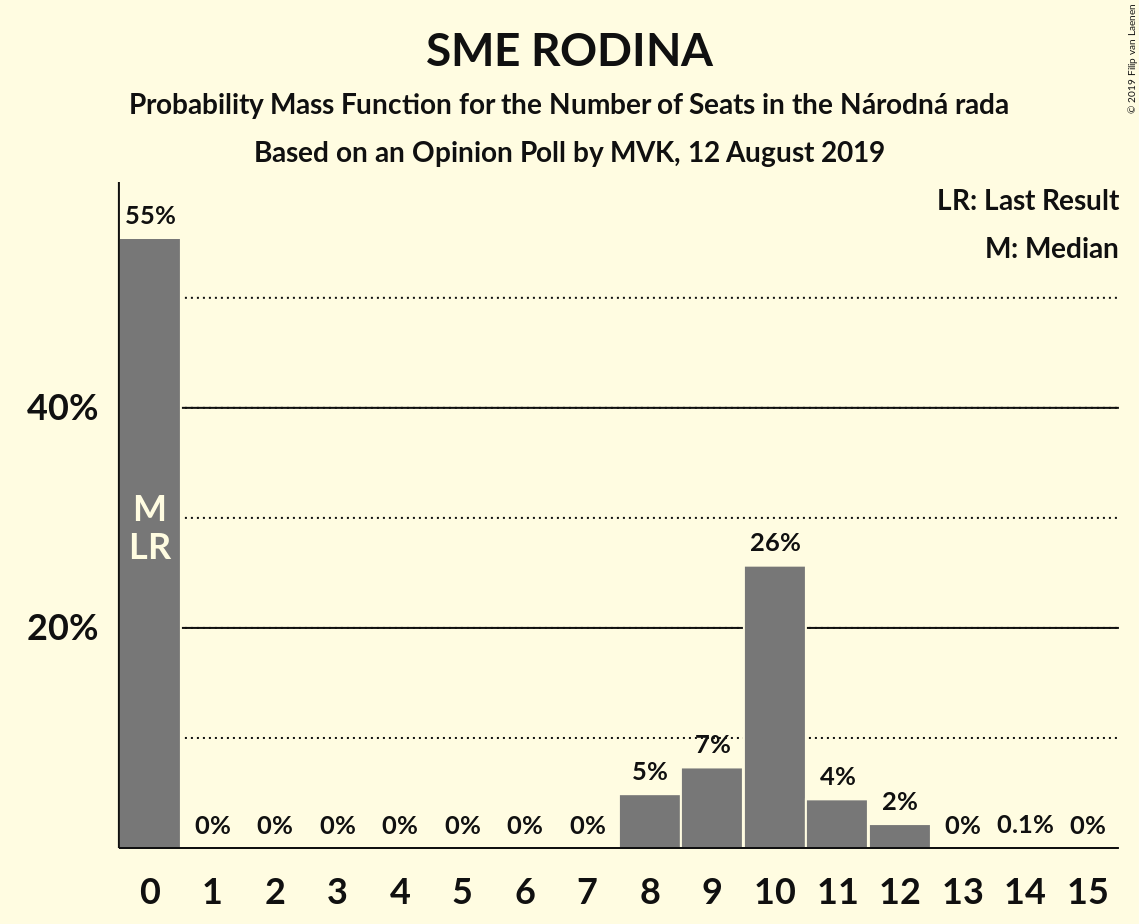 SME RODINA
Probability Mass Function for the Number of Seats in the Národná rada
Based on an Opinion Poll by MVK, 12 August 2019
© 2019 Filip van Laenen
LR: Last Result
M: Median
55%
40%
20%
M
LR
0% 0% 0% 0% 0% 0% 0% 5% 7% 26% 4% 2% 0% 0.1% 0%
0 1 2 3 4 5 6 7 8 9 10 11 12 13 14 15